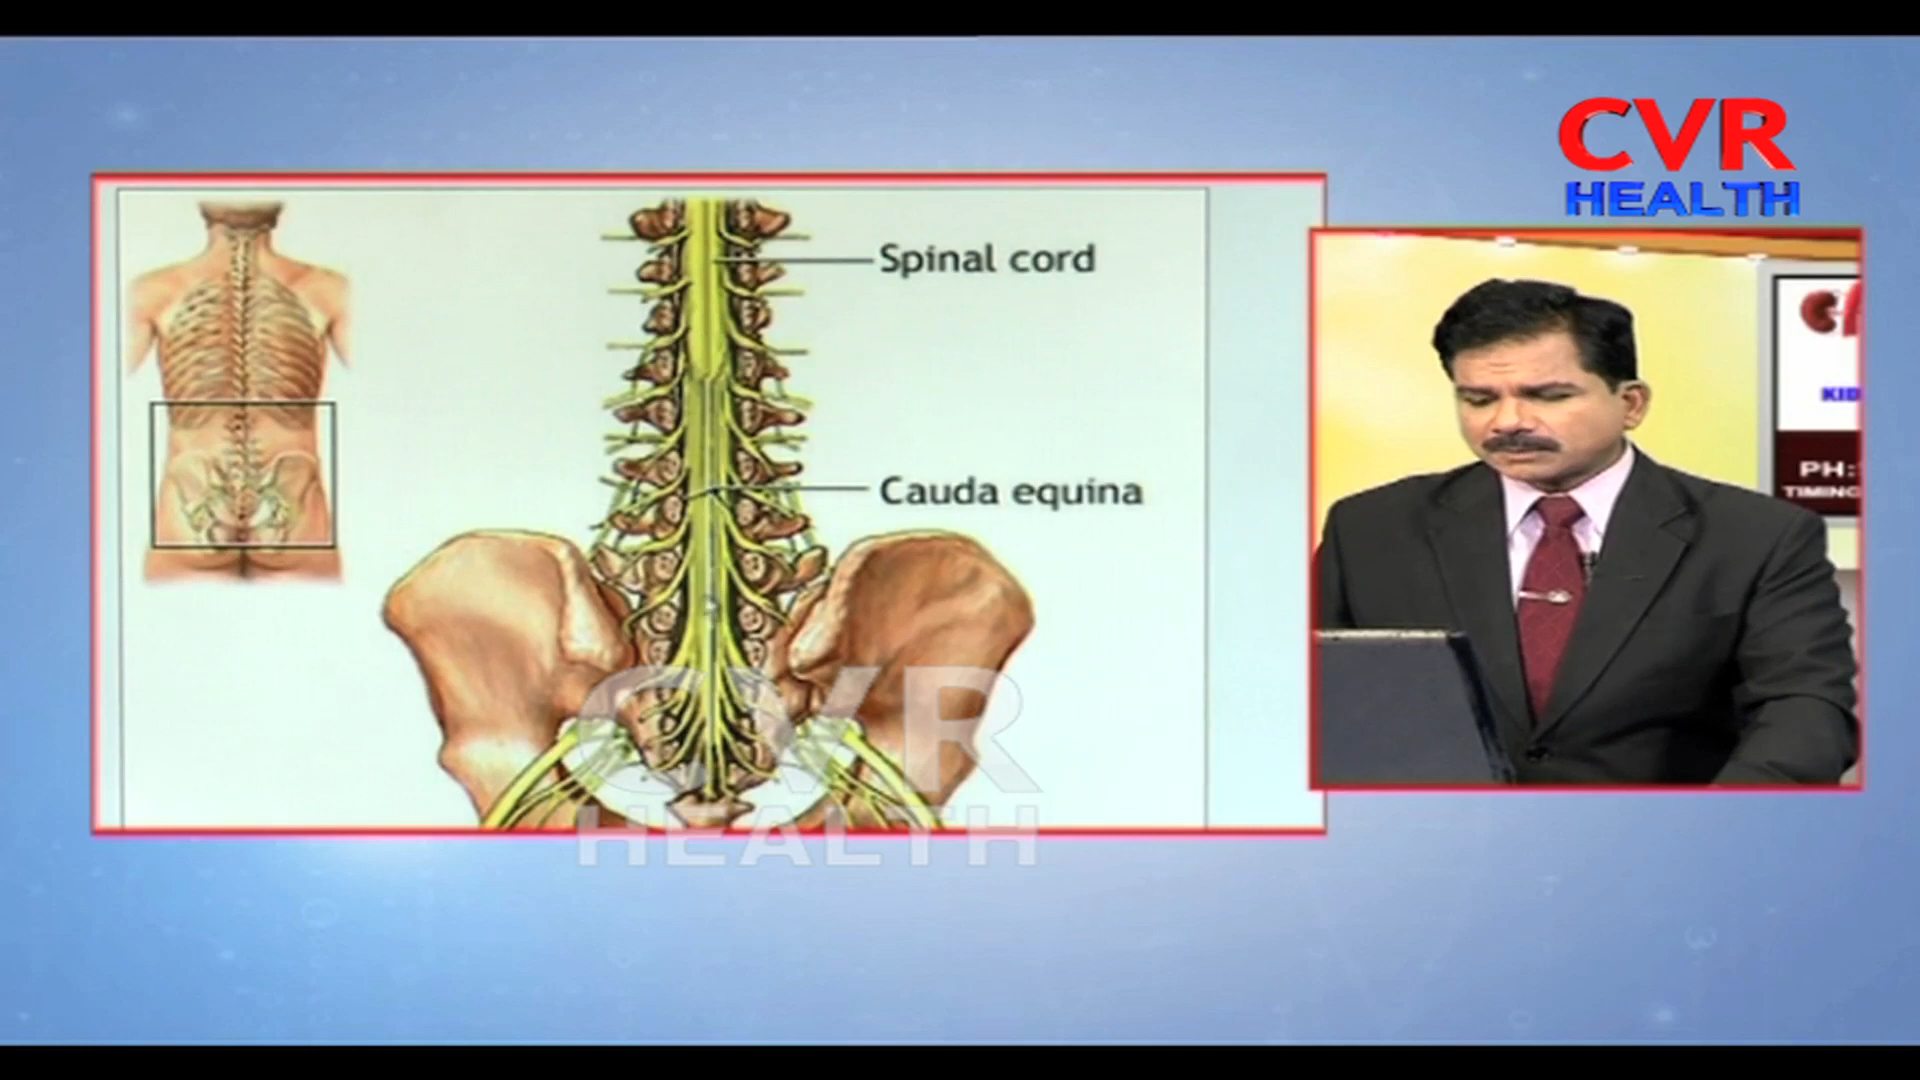 CVR
HEALTH
Spinal cord
Cauda equina
PH:
CVR
HEALTH